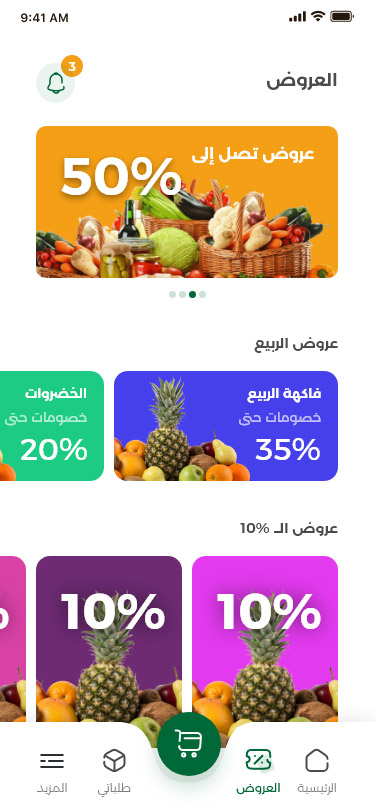 9:41 AM
3
العروض
عروض تصل إلى
50%
عروض الربيع
فاكهة الربيع
خصومات حتى
35%
الخضروات
خصومات حتى
20%
عروض الـ 10%
10%
10%
%
الرئيسية
العروض
طلباتي
المزيد